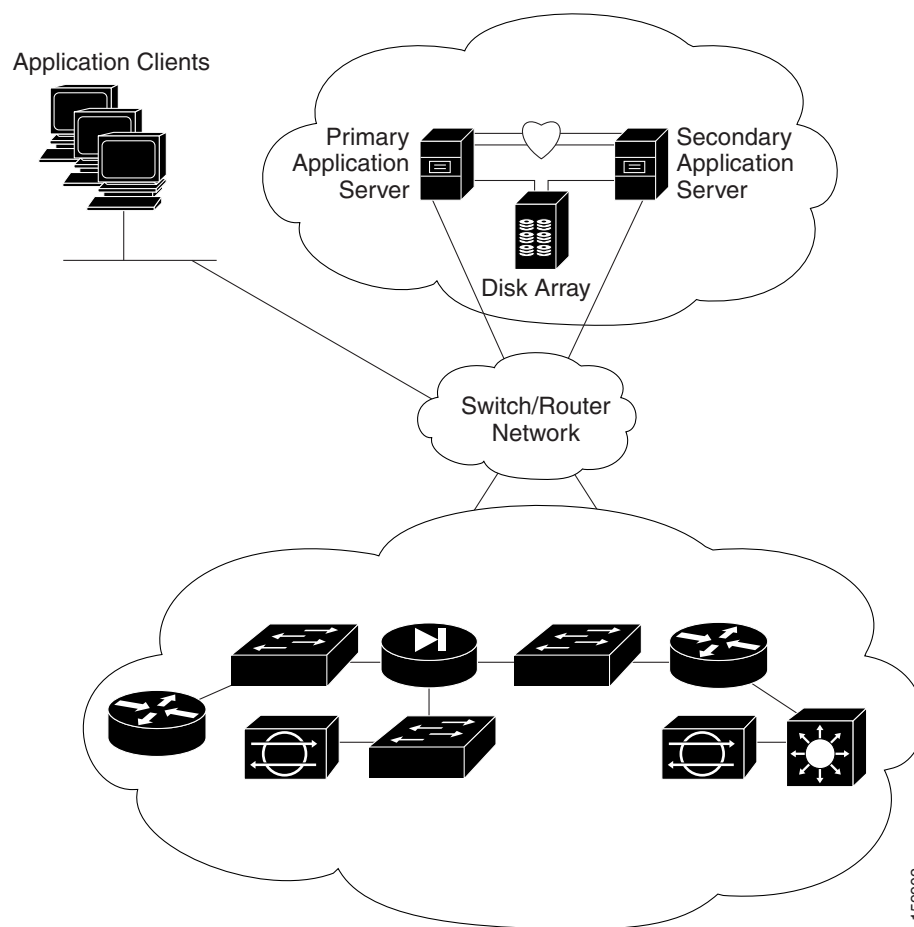 Application Clients
Primary
Application
Server
Secondary
Application
Server
Disk Array
Switch/Router
Network